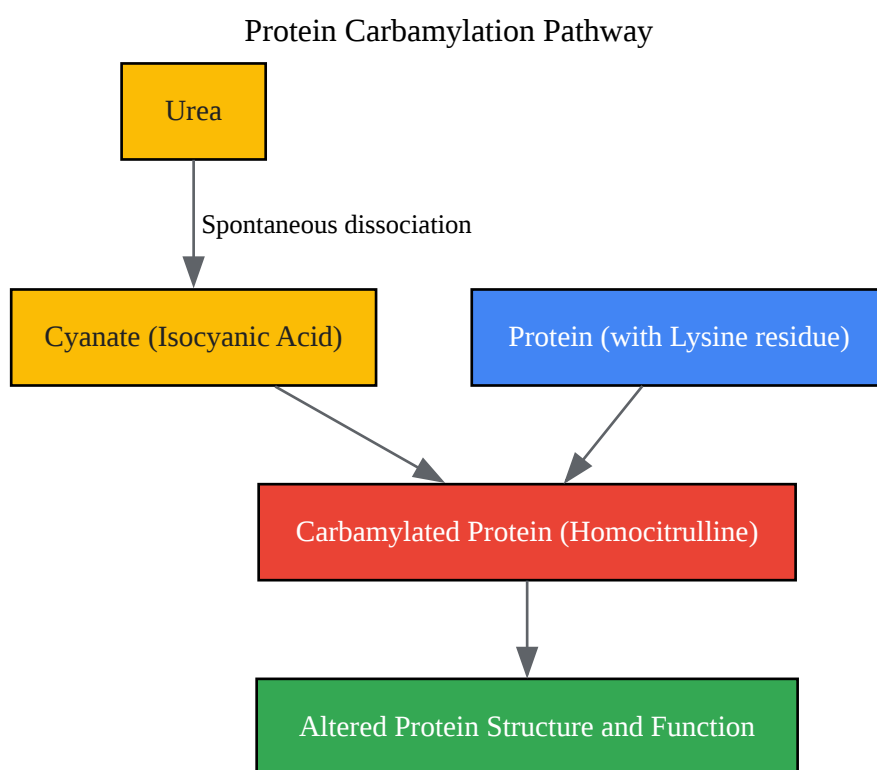 Protein Carbamylation Pathway
Urea
Spontaneous dissociation
Cyanate (Isocyanic Acid)
Protein (with Lysine residue)
Carbamylated Protein (Homocitrulline)
Altered Protein Structure and Function